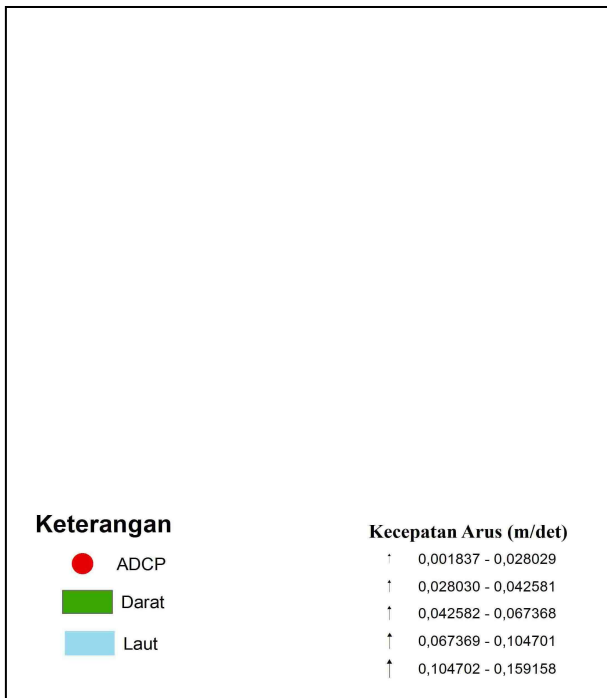 Keterangan
ADCP
Darat
Laut
Kecepatan Arus (m/det)
0,001837 - 0,028029
0,028030 - 0,042581
0,042582 - 0,067368
0,067369 - 0,104701
0,104702 - 0,159158